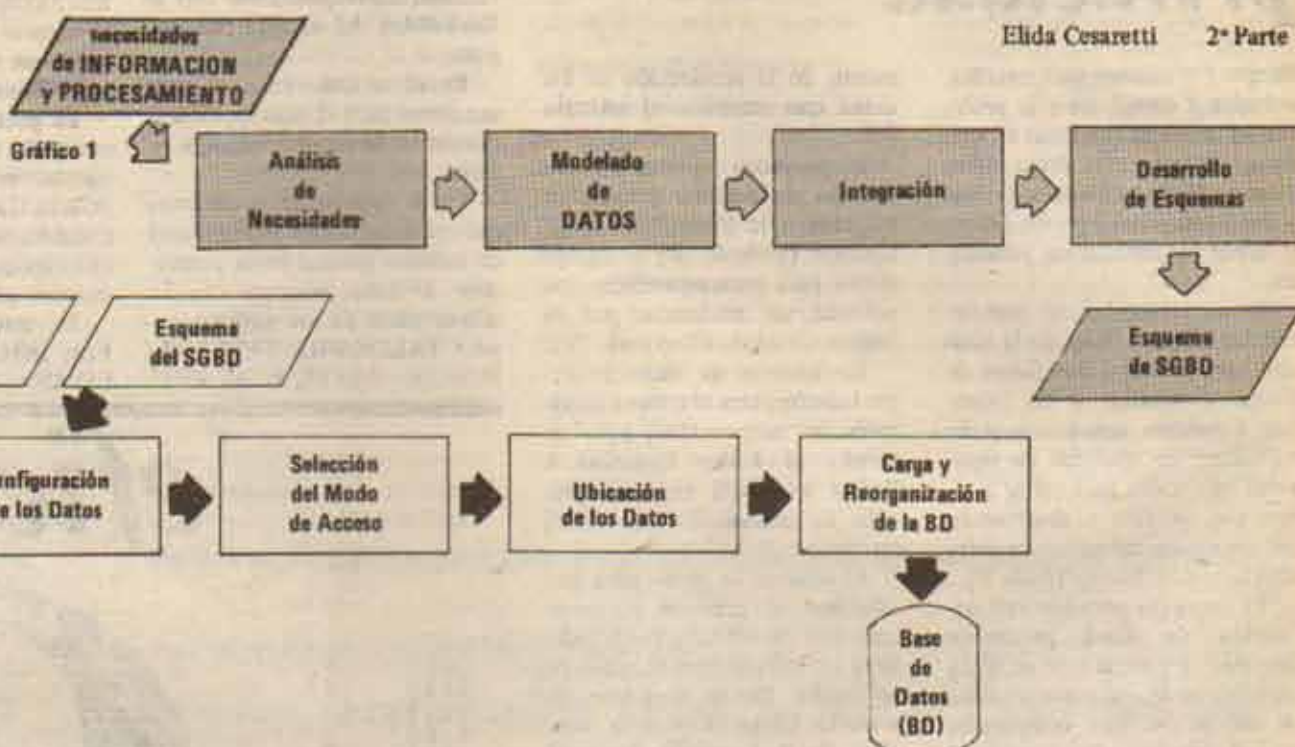 Elida Cesaretti 2ª Parte
Necesidades
de INFORMACION
y PROCESAMIENTO
Gráfico 1
Análisis
de
Necesidades
Modelado
de
DATOS
Integración
Desarrollo
de Esquemas
Esquema
de SGBD
Esquema
del SGBD
nfiguración
e los Datos
Selección
del Modo
de Acceso
Ubicación
de los Datos
Carga y
Reorganización
de la BD
Base
de
Datos
(BD)